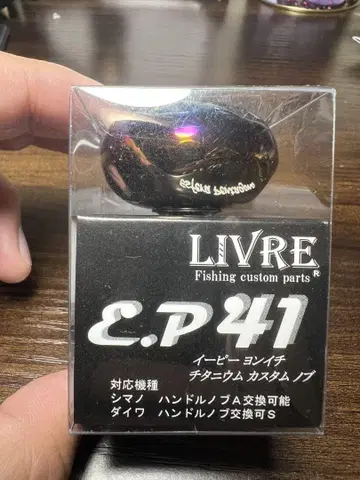 LIVRE
Fishing custom parts®
E.P 41
イーピー ヨンイチ
チタニウム カスタム ノブ
対応機種
シマノ ハンドルノブA交換可能
ダイワ ハンドルノブ交換可S